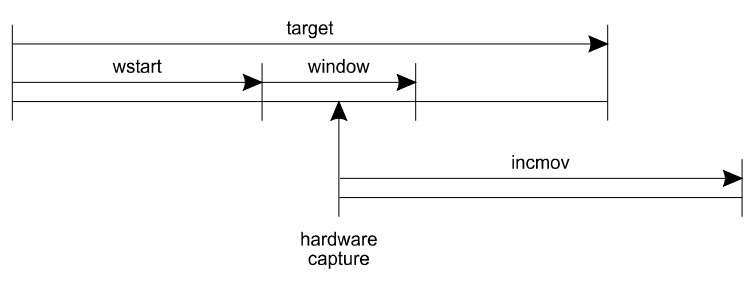 target
wstart
window
incmov
hardware
capture